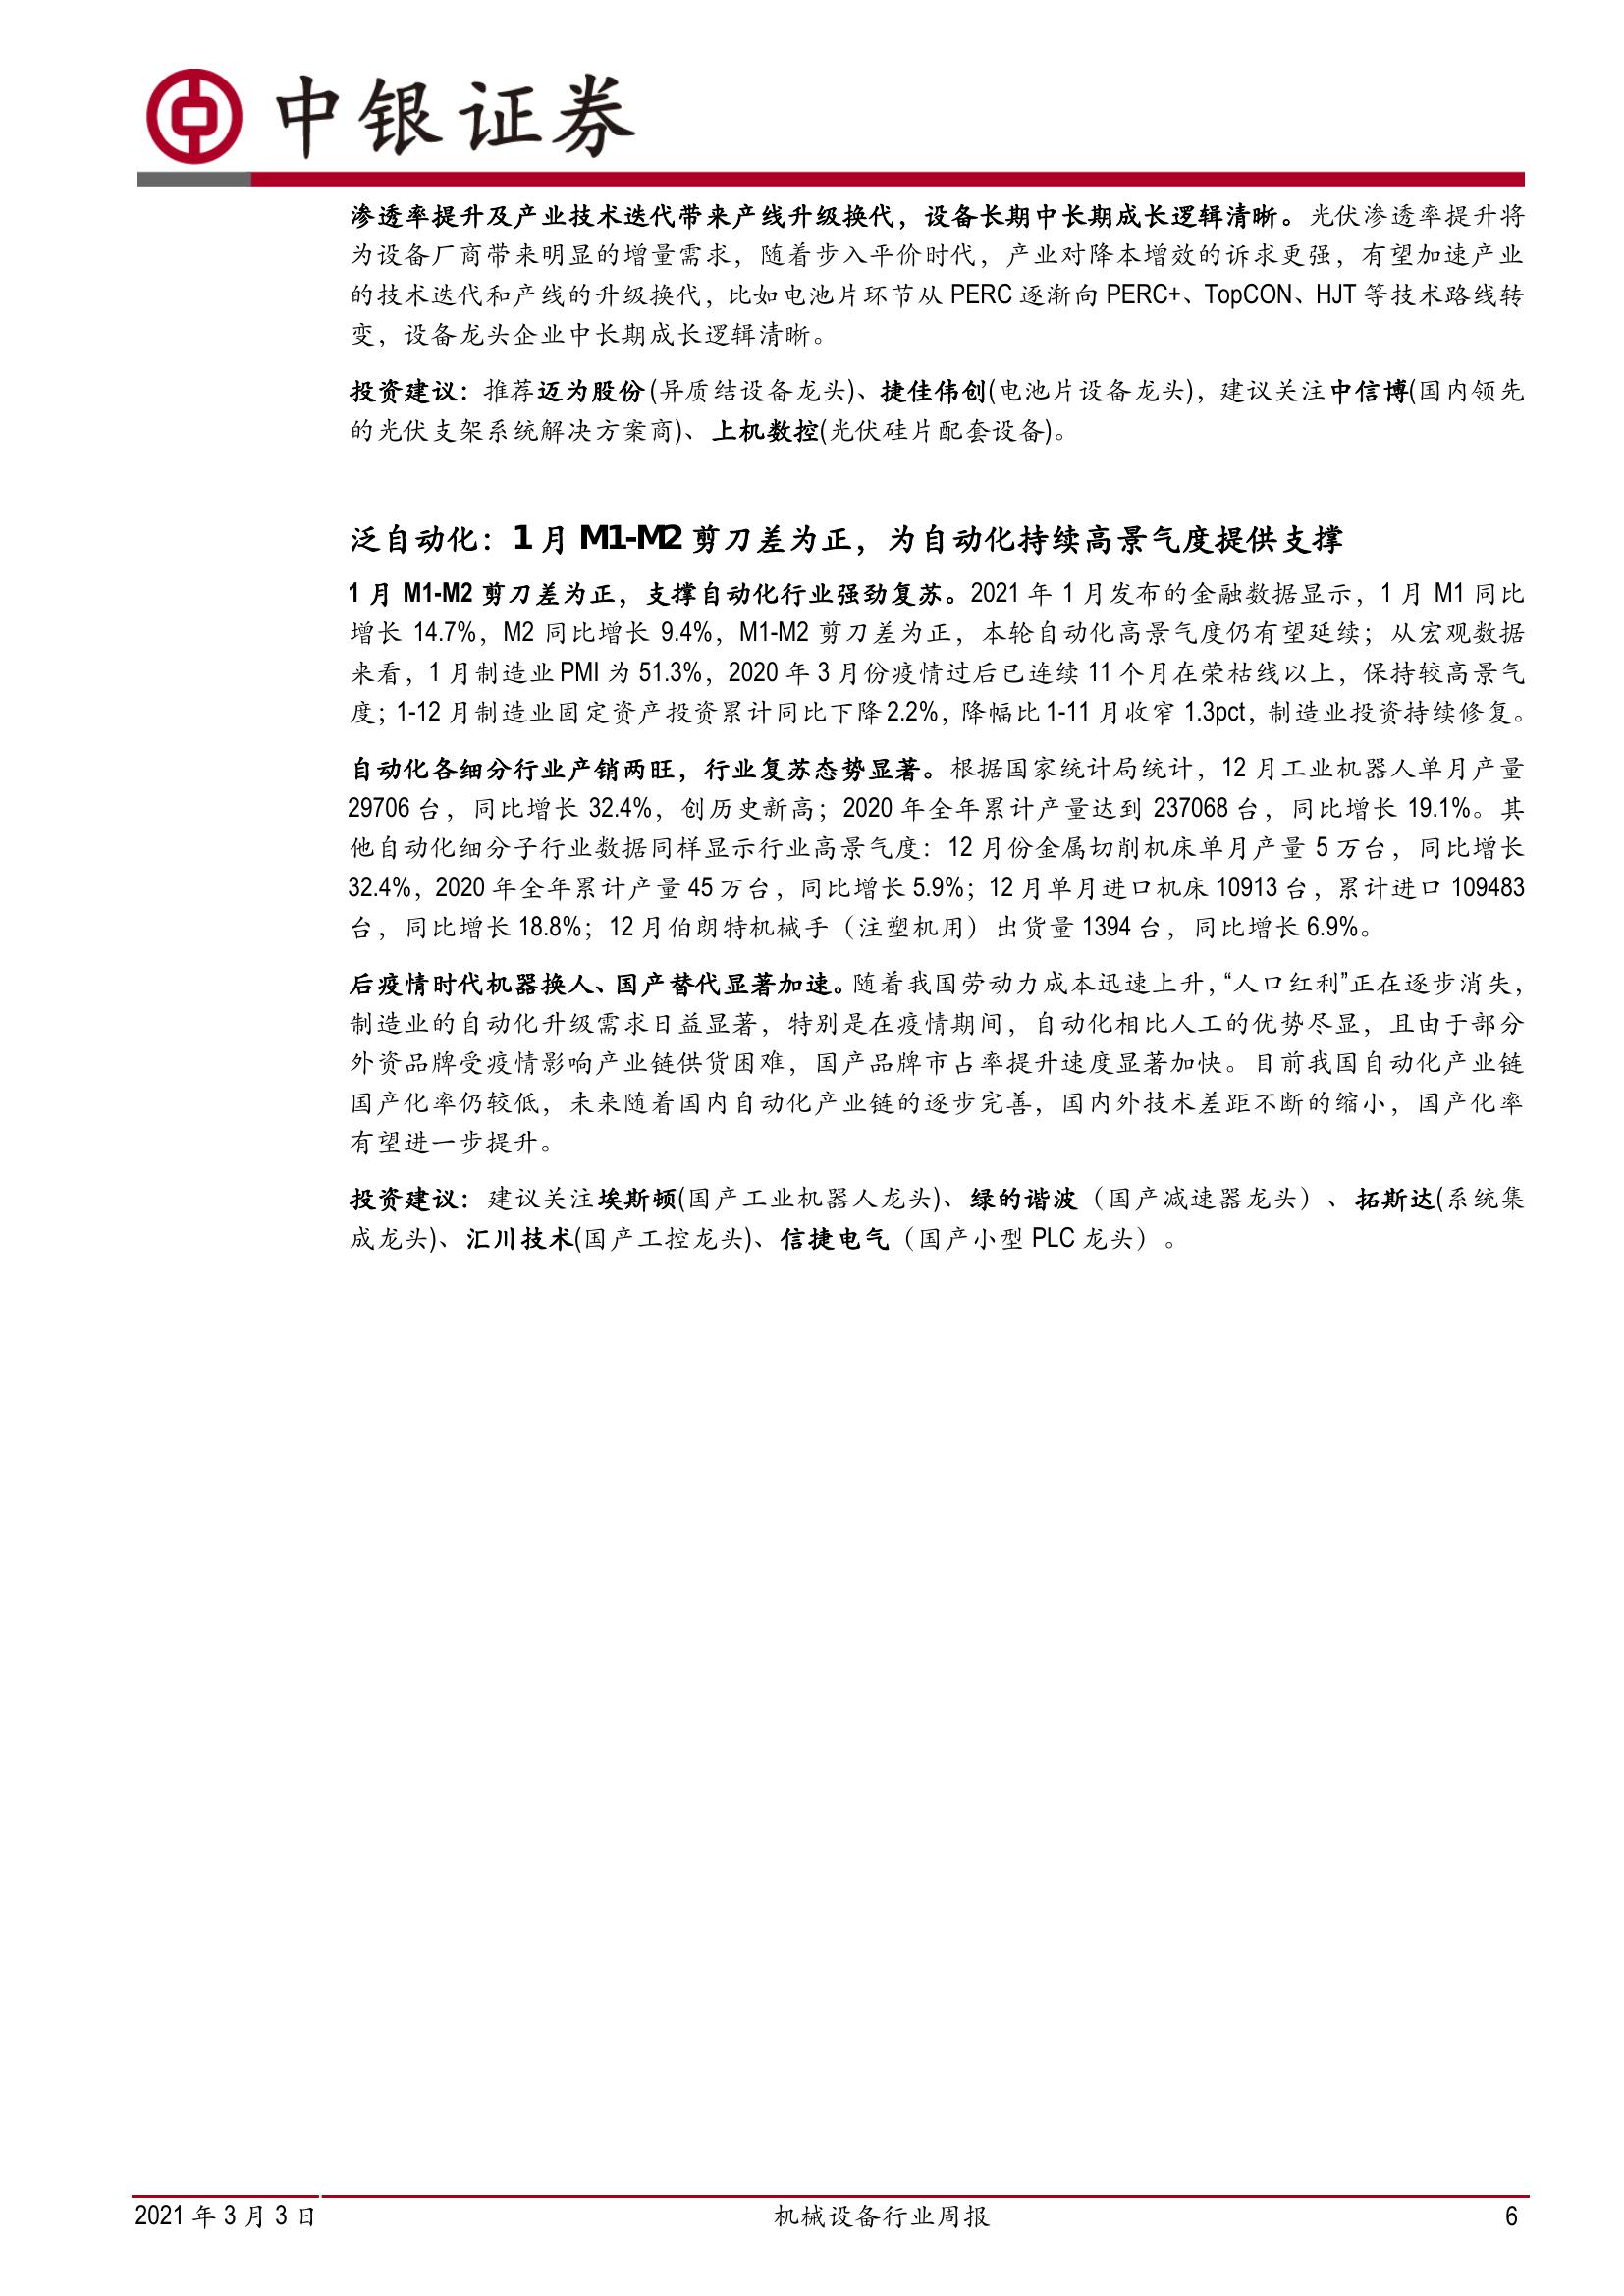 中银证券
渗透率提升及产业技术迭代带来产线升级换代，设备长期中长期成长逻辑清晰。光伏渗透率提升将
为设备厂商带来明显的增量需求，随着步入平价时代，产业对降本增效的诉求更强，有望加速产业
的技术迭代和产线的升级换代，比如电池片环节从 PERC 逐渐向 PERC+、TopCON、HJT 等技术路线转
变，设备龙头企业中长期成长逻辑清晰。
投资建议：推荐迈为股份(异质结设备龙头)、捷佳伟创(电池片设备龙头)，建议关注中信博(国内领先
的光伏支架系统解决方案商)、上机数控(光伏硅片配套设备)。
泛自动化：1 月 M1-M2 剪刀差为正，为自动化持续高景气度提供支撑
1 月 M1-M2 剪刀差为正，支撑自动化行业强劲复苏。2021 年 1 月发布的金融数据显示，1 月 M1 同比
增长 14.7%，M2 同比增长 9.4%，M1-M2 剪刀差为正，本轮自动化高景气度仍有望延续；从宏观数据
来看，1 月制造业 PMI 为 51.3%，2020 年 3 月份疫情过后已连续 11 个月在荣枯线以上，保持较高景气
度；1-12 月制造业固定资产投资累计同比下降 2.2%，降幅比 1-11 月收窄 1.3pct，制造业投资持续修复。
自动化各细分行业产销两旺，行业复苏态势显著。根据国家统计局统计，12 月工业机器人单月产量
29706 台，同比增长 32.4%，创历史新高；2020 年全年累计产量达到 237068 台，同比增长 19.1%。其
他自动化细分子行业数据同样显示行业高景气度：12 月份金属切削机床单月产量 5 万台，同比增长
32.4%，2020 年全年累计产量 45 万台，同比增长 5.9%；12 月单月进口机床 10913 台，累计进口 109483
台，同比增长 18.8%；12 月伯朗特机械手（注塑机用）出货量 1394 台，同比增长 6.9%。
后疫情时代机器换人、国产替代显著加速。随着我国劳动力成本迅速上升，“人口红利”正在逐步消失，
制造业的自动化升级需求日益显著，特别是在疫情期间，自动化相比人工的优势尽显，且由于部分
外资品牌受疫情影响产业链供货困难，国产品牌市占率提升速度显著加快。目前我国自动化产业链
国产化率仍较低，未来随着国内自动化产业链的逐步完善，国内外技术差距不断的缩小，国产化率
有望进一步提升。
投资建议：建议关注埃斯顿(国产工业机器人龙头)、绿的谐波（国产减速器龙头）、拓斯达(系统集
成龙头)、汇川技术(国产工控龙头)、信捷电气（国产小型 PLC 龙头）。
2021 年 3 月 3 日
机械设备行业周报
6